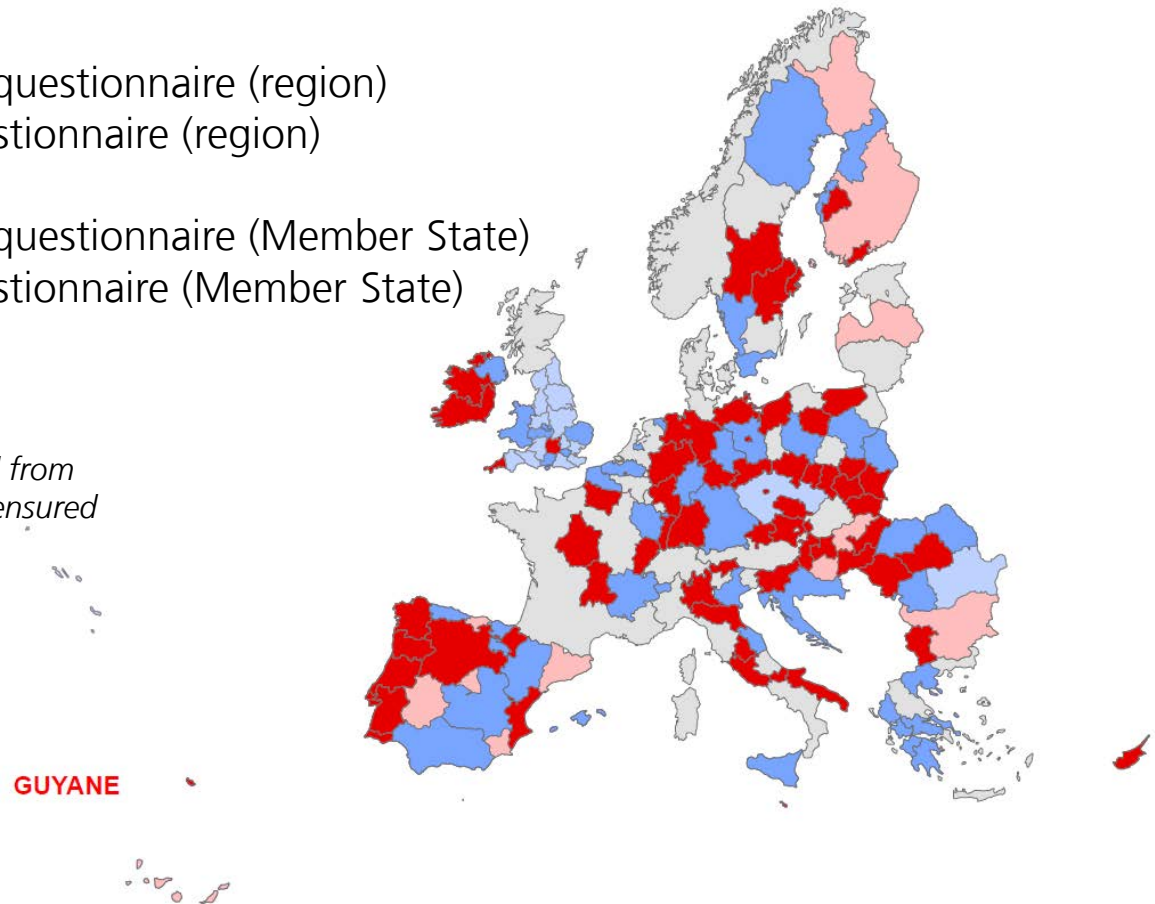 questionnaire (region)
stionnaire (region)
questionnaire (Member State)
stionnaire (Member State)
from
ensured
GUYANE